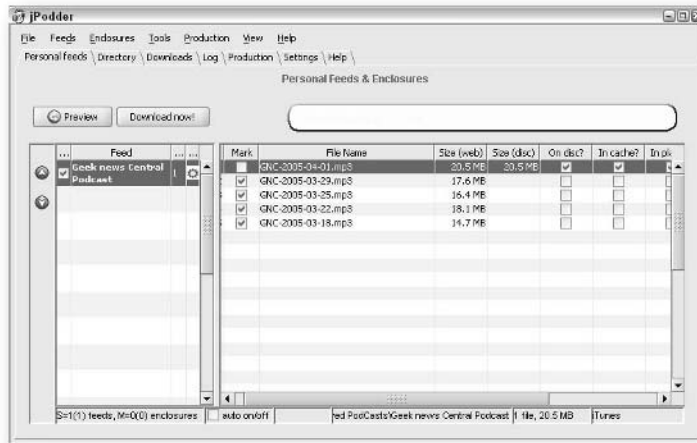 jPodder
File Feeds Enclosures Tools Production View Help
Personal feeds \ Directory \ Downloads \ Log \ Production \ Settings \ Help \
Personal Feeds & Enclosures
Preview Download now!
... Feed ... ... Mark File Name Size (web) Size (disc) On disc? In cache? In pla
Geek news Central Podcast GNC-2005-04-01.mp3 20.5 MB 20.5 MB
GNC-2005-03-29.mp3 17.6 MB
GNC-2005-03-25.mp3 16.4 MB
GNC-2005-03-22.mp3 18.1 MB
GNC-2005-03-18.mp3 14.7 MB
S=1(1) feeds, M=0(0) enclosures auto on/off red PodCasts\Geek news Central Podcast 1 file, 20.5 MB iTunes